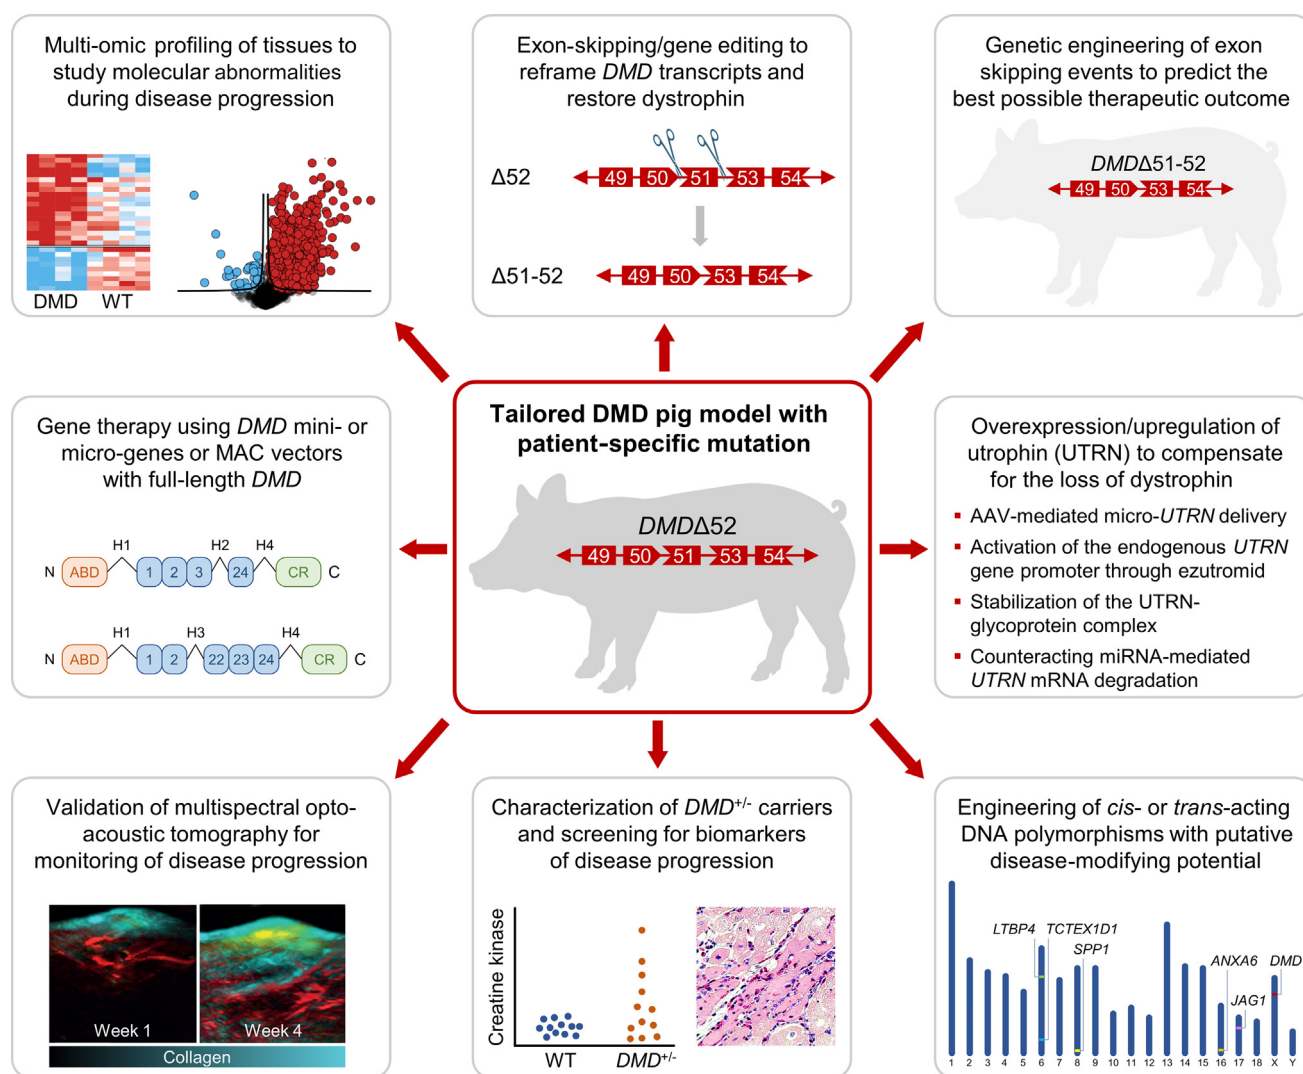 Multi-omic profiling of tissues to
study molecular abnormalities
during disease progression
DMD WT
Exon-skipping/gene editing to
reframe DMD transcripts and
restore dystrophin
Δ52 49 50 51 53 54
Δ51-52 49 50 53 54
Genetic engineering of exon
skipping events to predict the
best possible therapeutic outcome
DMDΔ51-52
49 50 53 54
Gene therapy using DMD mini- or
micro-genes or MAC vectors
with full-length DMD
H1 H2 H4
N ABD 1 2 3 24 CR C
H1 H3 H4
N ABD 1 2 22 23 24 CR C
Tailored DMD pig model with
patient-specific mutation
DMDΔ52
49 50 51 53 54
Overexpression/upregulation of
utrophin (UTRN) to compensate
for the loss of dystrophin
▪ AAV-mediated micro-UTRN delivery
▪ Activation of the endogenous UTRN
gene promoter through ezutromid
▪ Stabilization of the UTRN-
glycoprotein complex
▪ Counteracting miRNA-mediated
UTRN mRNA degradation
Validation of multispectral opto-
acoustic tomography for
monitoring of disease progression
Week 1 Week 4
Collagen
Characterization of DMD+/- carriers
and screening for biomarkers
of disease progression
Creatine kinase
WT DMD+/-
Engineering of cis- or trans-acting
DNA polymorphisms with putative
disease-modifying potential
LTBP4 TCTEX1D1
SPP1
ANXA6 DMD
JAG1
1 2 3 4 5 6 7 8 9 10 11 12 13 14 15 16 17 18 X Y